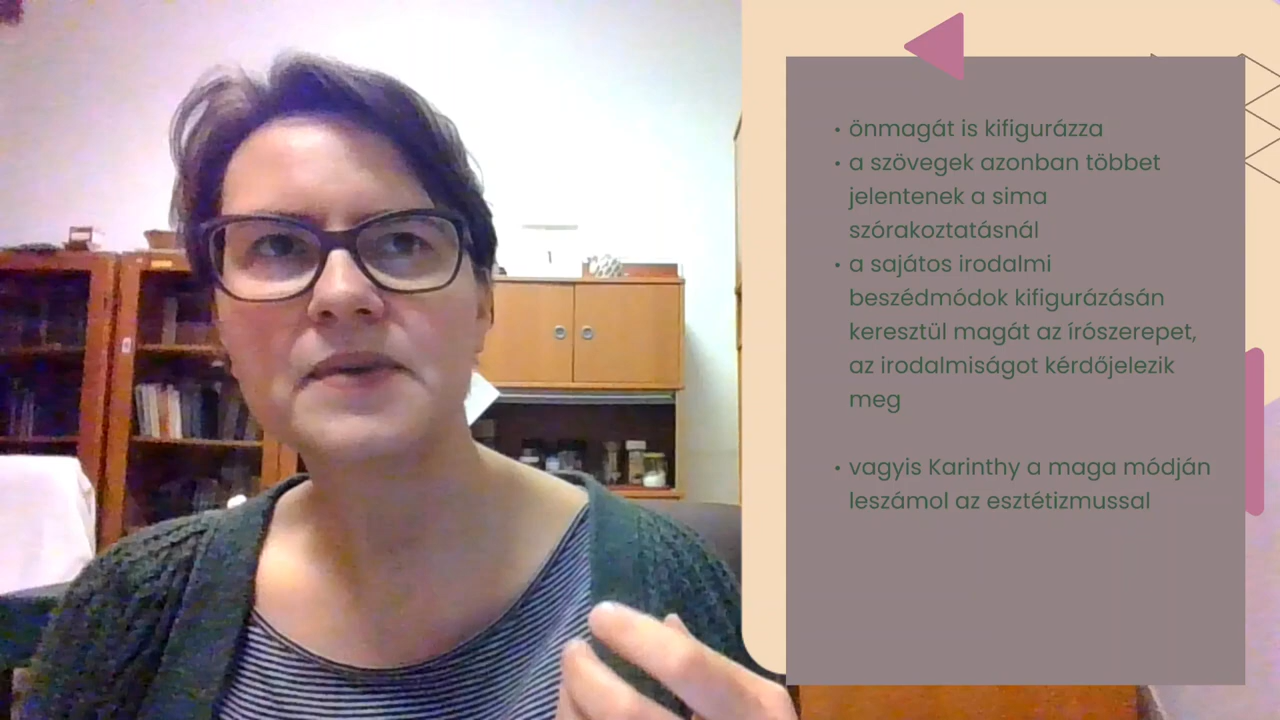 • önmagát is kifigurázza
• a szövegek azonban többet
jelentenek a sima
szórakoztatásnál
• a sajátos irodalmi
beszédmódok kifigurázásán
keresztül magát az írószerepet,
az irodalmiságot kérdőjelezik
meg
• vagyis Karinthy a maga módján
leszámol az esztétizmussal